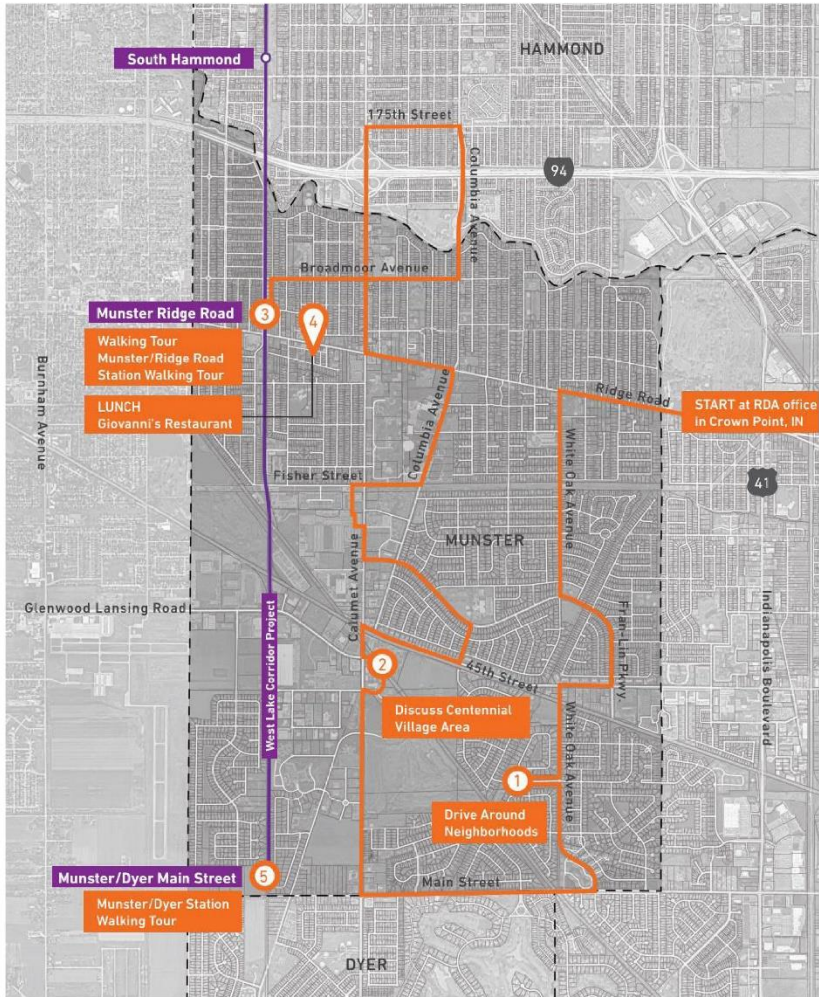 South Hammond
HAMMOND
175th Street
Columbia Avenue
94
Broadmoor Avenue
Munster Ridge Road
3
4
Walking Tour
Munster/Ridge Road
Station Walking Tour
LUNCH
Giovanni's Restaurant
Ridge Road
START at RDA office
in Crown Point, IN
Burnham Avenue
Columbia Avenue
White Oak Avenue
Fisher Street
41
MUNSTER
Calumet Avenue
Glenwood Lansing Road
Fran-Lin Pkwy
Indianapolis Boulevard
West Lake Corridor Project
2
45th Street
Discuss Centennial
Village Area
White Oak Avenue
1
Drive Around
Neighborhoods
Munster/Dyer Main Street
5
Main Street
Munster/Dyer Station
Walking Tour
DYER